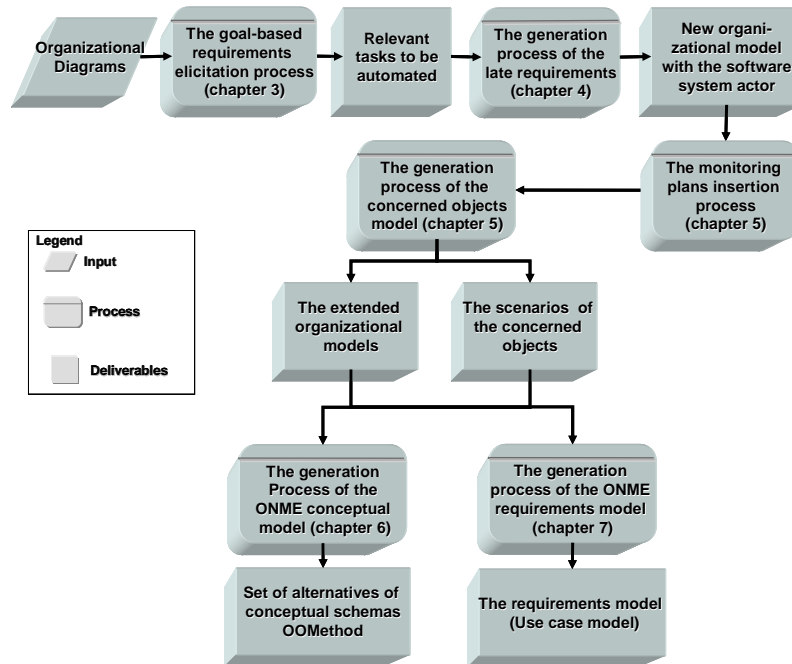 Organizational
Diagrams
The goal-based
requirements
elicitation process
(chapter 3)
Relevant
tasks to be
automated
The generation
process of the
late requirements
(chapter 4)
New organi-
zational model
with the software
system actor
The generation
process of the
concerned objects
model (chapter 5)
The monitoring
plans insertion
process
(chapter 5)
Legend
Input
Process
Deliverables
The extended
organizational
models
The scenarios of
the concerned
objects
The generation
Process of the
ONME conceptual
model (chapter 6)
The generation
process of the ONME
requirements model
(chapter 7)
Set of alternatives of
conceptual schemas
OOMethod
The requirements model
(Use case model)